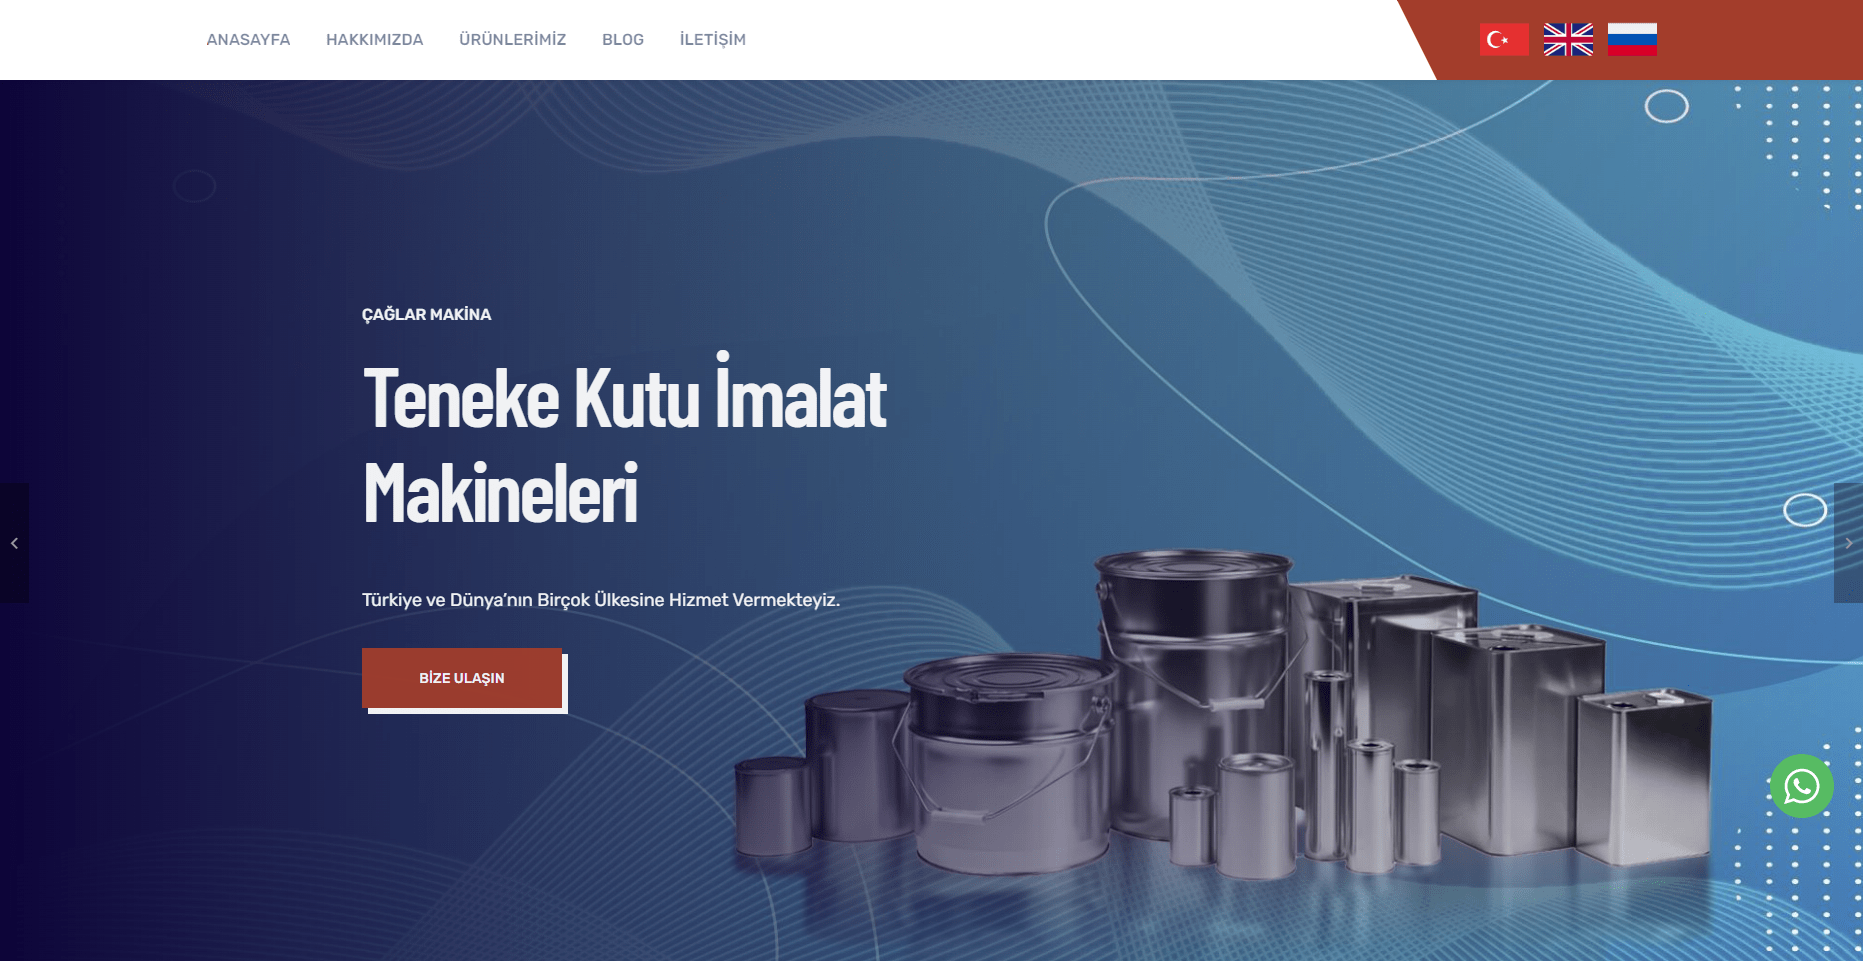 ANASAYFA HAKKIMIZDA ÜRÜNLERİMİZ BLOG İLETİŞİM
ÇAĞLAR MAKİNA
Teneke Kutu İmalat
Makineleri
Türkiye ve Dünya’nın Birçok Ülkesine Hizmet Vermekteyiz.
BİZE ULAŞIN